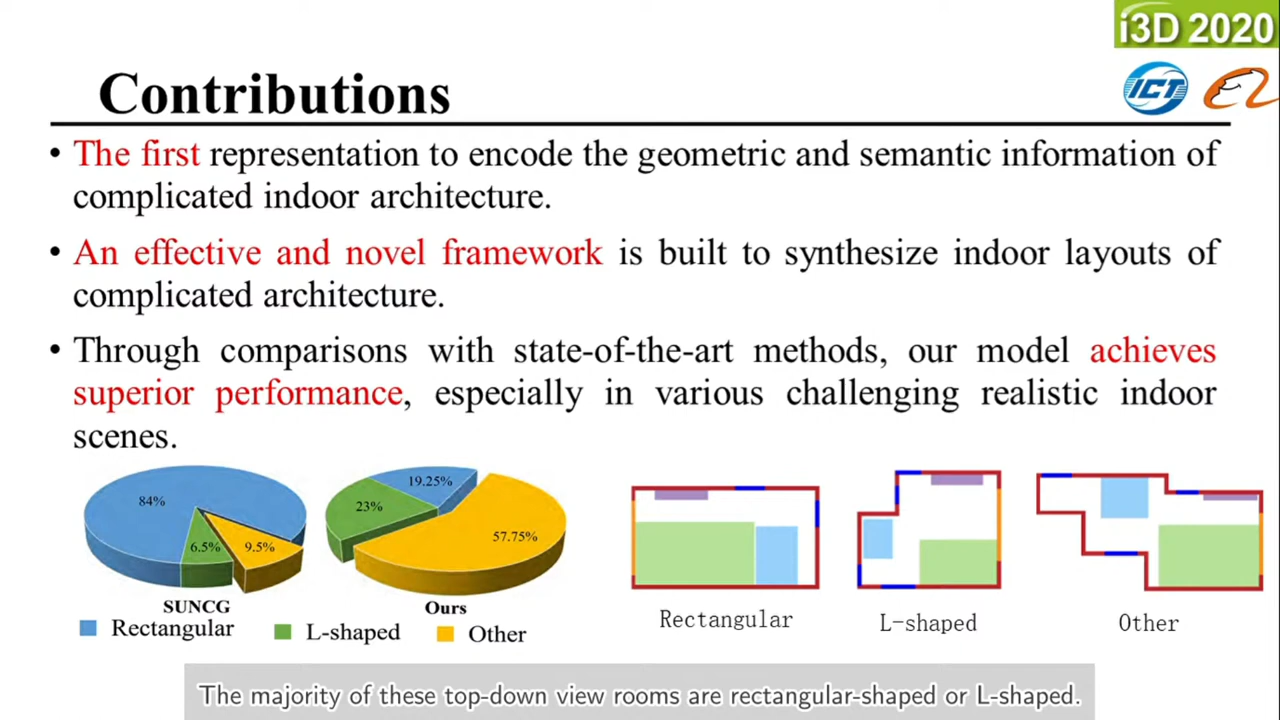 i3D 2020
ICT
Contributions
• The first representation to encode the geometric and semantic information of
complicated indoor architecture.
• An effective and novel framework is built to synthesize indoor layouts of
complicated architecture.
• Through comparisons with state-of-the-art methods, our model achieves
superior performance, especially in various challenging realistic indoor
scenes.
84%
6.5%
9.5%
SUNCG
19.25%
23%
57.75%
Ours
Rectangular
L-shaped
Other
Rectangular
L-shaped
Other
The majority of these top-down view rooms are rectangular-shaped or L-shaped.